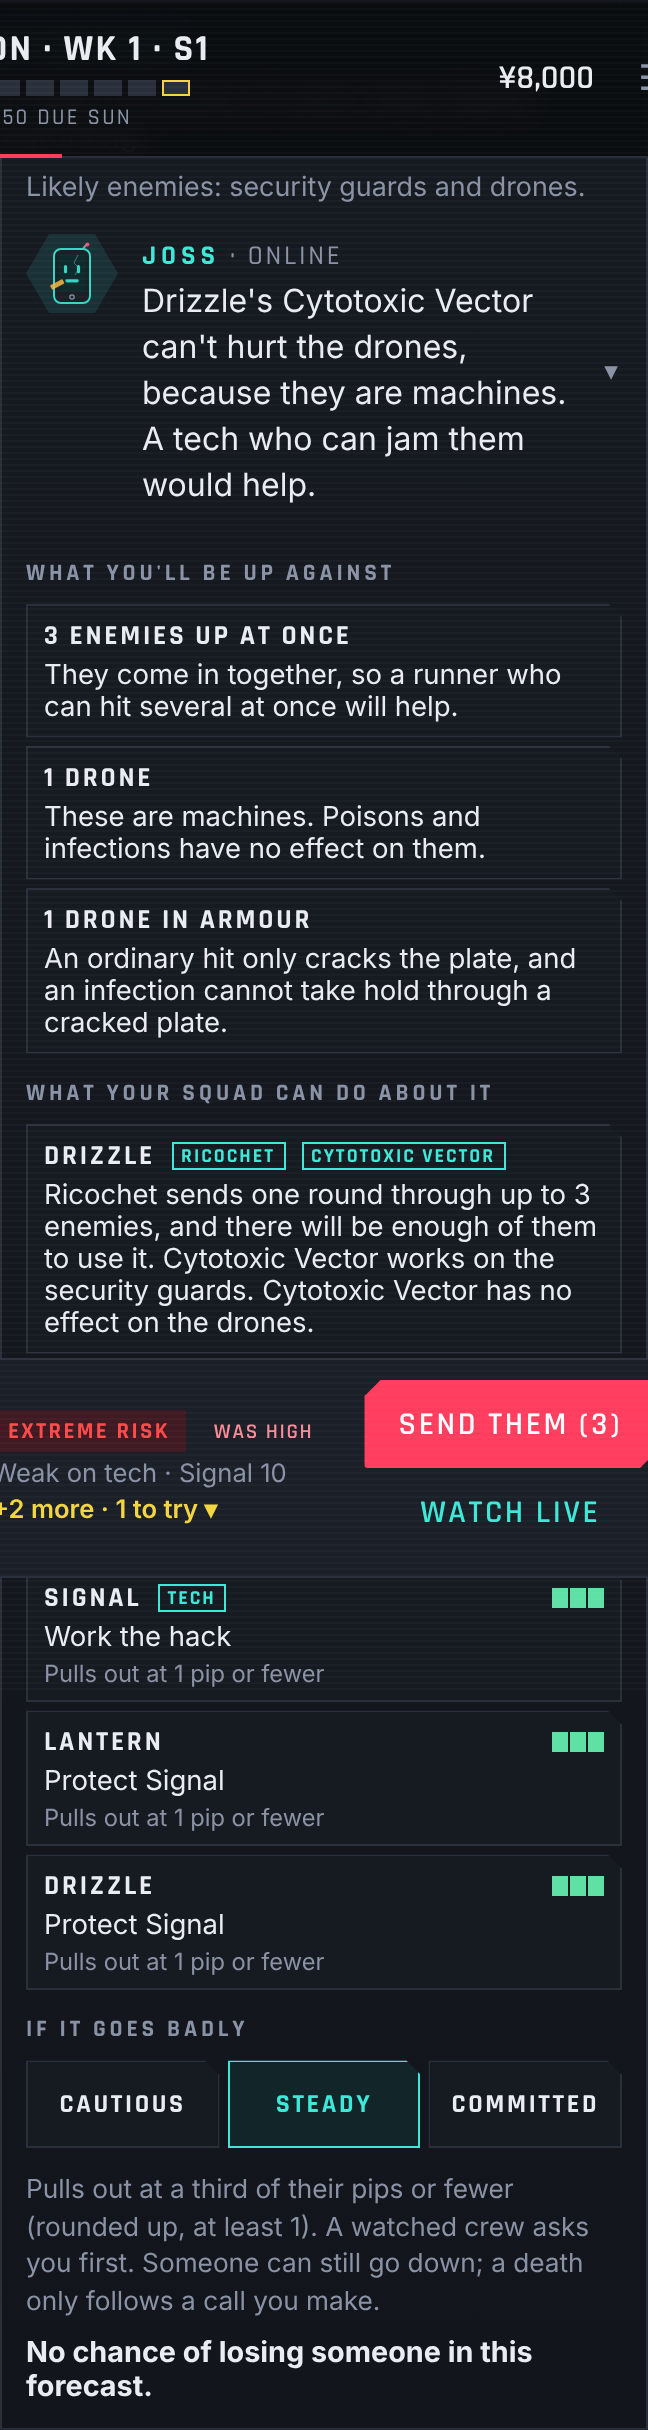 ON · WK 1 · S1
¥8,000
50 DUE SUN
Likely enemies: security guards and drones.
JOSS · ONLINE
Drizzle's Cytotoxic Vector
can't hurt the drones,
because they are machines.
A tech who can jam them
would help.
▼
WHAT YOU'LL BE UP AGAINST
3 ENEMIES UP AT ONCE
They come in together, so a runner who
can hit several at once will help.
1 DRONE
These are machines. Poisons and
infections have no effect on them.
1 DRONE IN ARMOUR
An ordinary hit only cracks the plate, and
an infection cannot take hold through a
cracked plate.
WHAT YOUR SQUAD CAN DO ABOUT IT
DRIZZLE RICOCHET CYTOTOXIC VECTOR
Ricochet sends one round through up to 3
enemies, and there will be enough of them
to use it. Cytotoxic Vector works on the
security guards. Cytotoxic Vector has no
effect on the drones.
EXTREME RISK WAS HIGH
SEND THEM (3)
Weak on tech · Signal 10
+2 more · 1 to try ▾
WATCH LIVE
SIGNAL TECH
Work the hack
Pulls out at 1 pip or fewer
LANTERN
Protect Signal
Pulls out at 1 pip or fewer
DRIZZLE
Protect Signal
Pulls out at 1 pip or fewer
IF IT GOES BADLY
CAUTIOUS STEADY COMMITTED
Pulls out at a third of their pips or fewer
(rounded up, at least 1). A watched crew asks
you first. Someone can still go down; a death
only follows a call you make.
No chance of losing someone in this
forecast.